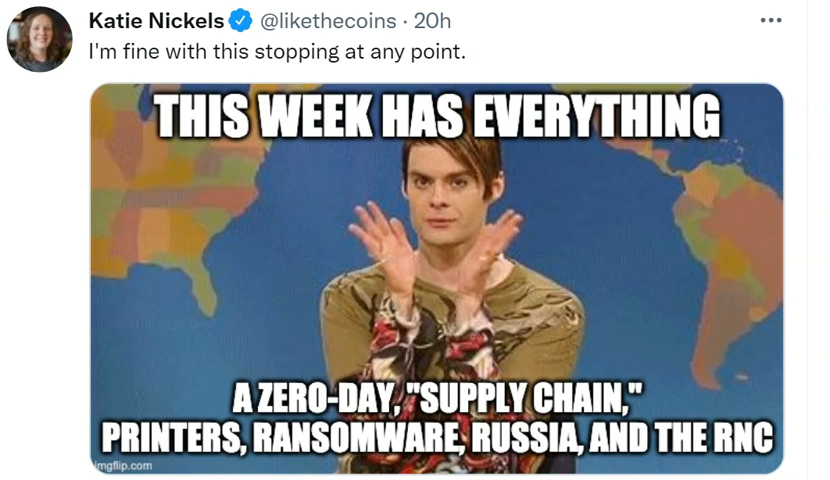 Katie Nickels @likethecoins · 20h
I'm fine with this stopping at any point.
THIS WEEK HAS EVERYTHING
A ZERO-DAY, "SUPPLY CHAIN,"
PRINTERS, RANSOMWARE, RUSSIA, AND THE RNC
imgflip.com